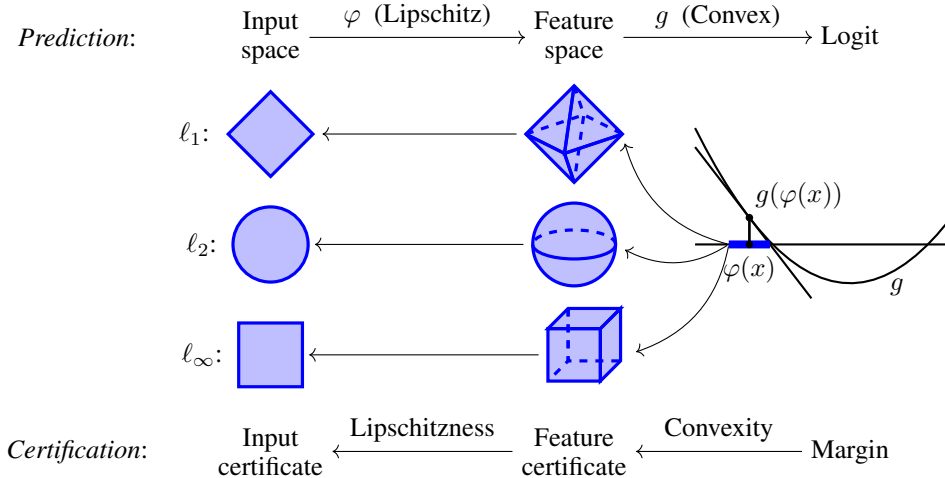 Prediction: Input space φ (Lipschitz) Feature space g (Convex) Logit
ℓ₁:
g(φ(x))
ℓ₂:
φ(x)
g
ℓ∞:
Certification: Input certificate Lipschitzness Feature certificate Convexity Margin